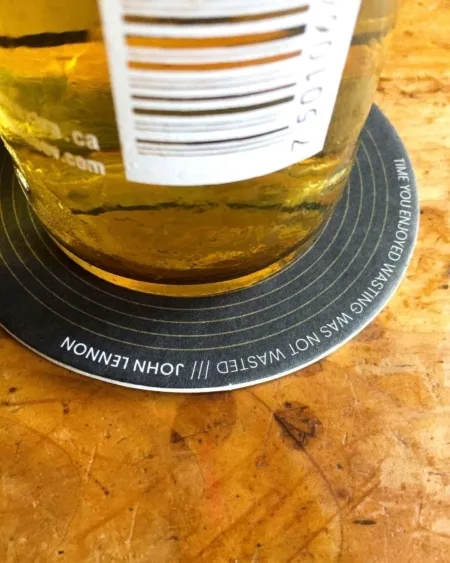 TIME YOU ENJOYED WASTING WAS NOT WASTED /// JOHN LENNON
.ca
.com